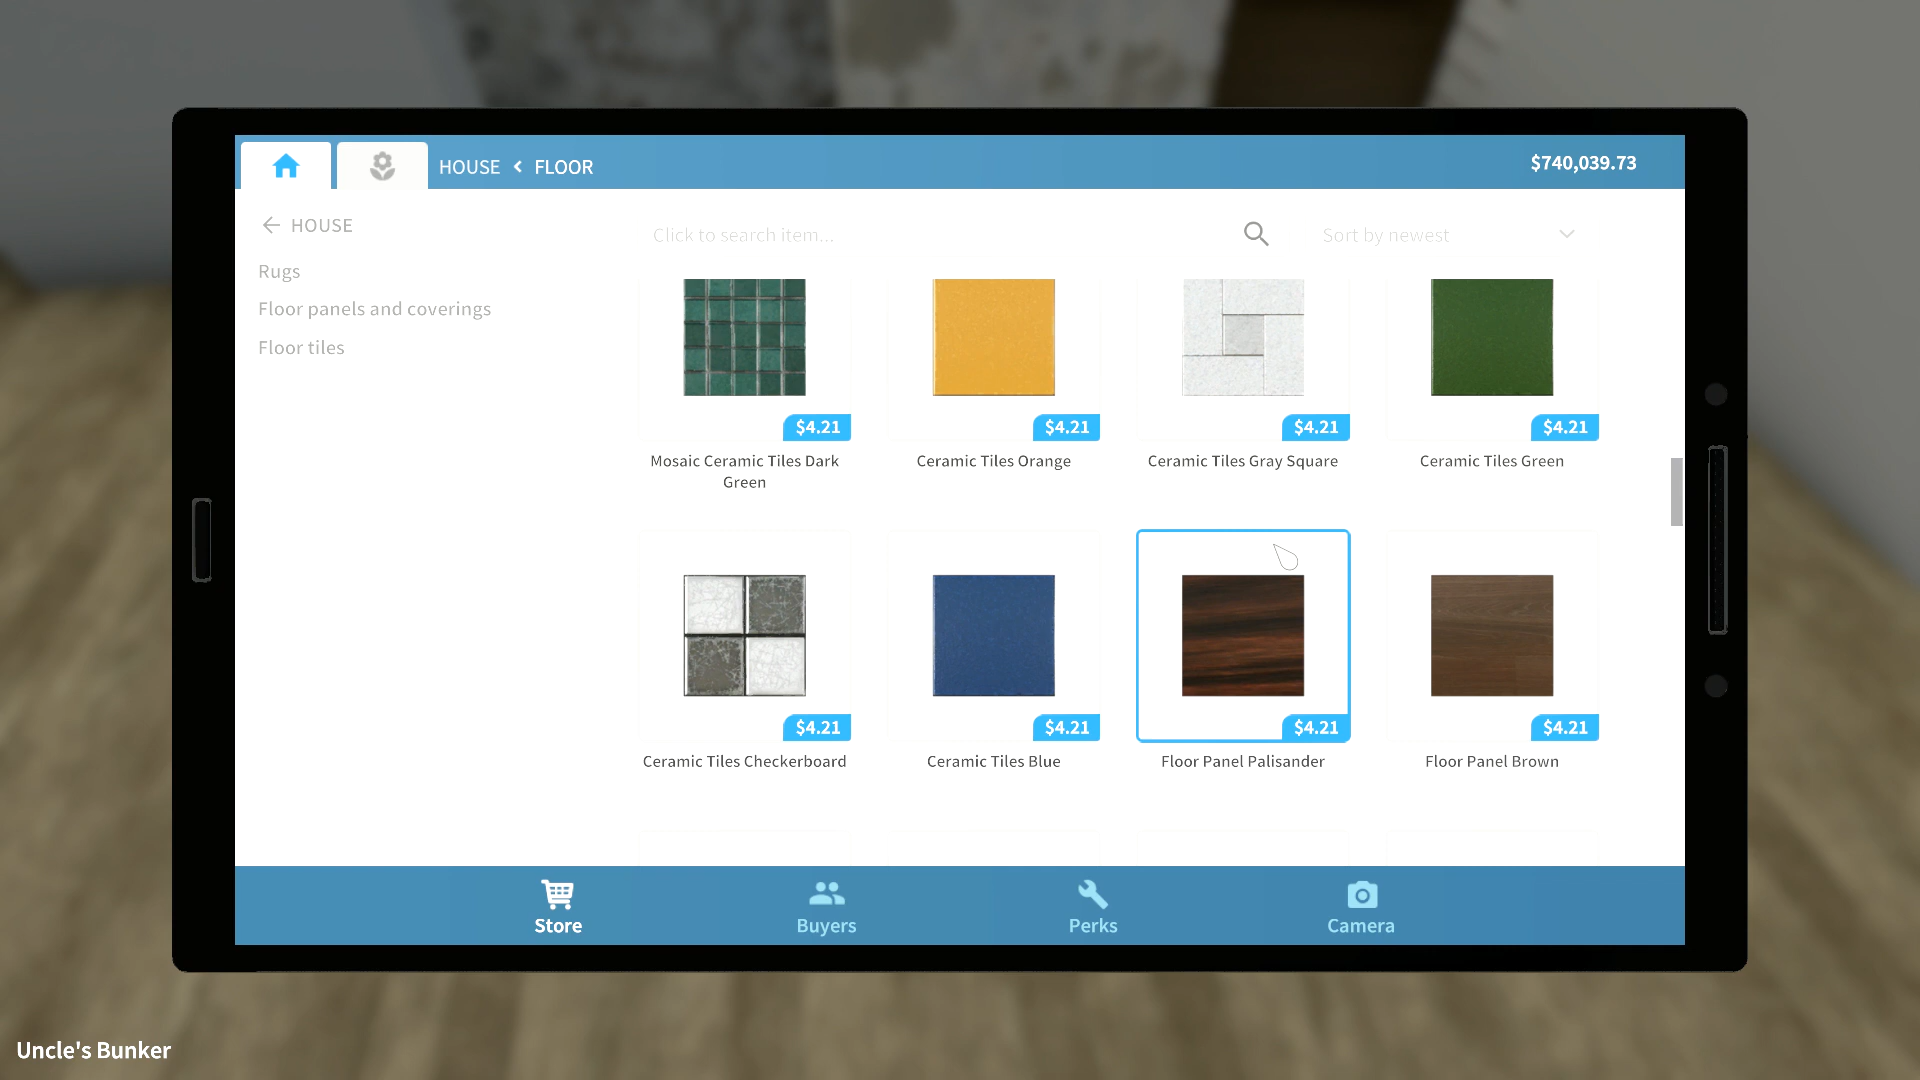 HOUSE < FLOOR
$740,039.73
← HOUSE
Click to search item...
Sort by newest
Rugs
Floor panels and coverings
Floor tiles
$4.21
$4.21
$4.21
$4.21
Mosaic Ceramic Tiles Dark
Green
Ceramic Tiles Orange
Ceramic Tiles Gray Square
Ceramic Tiles Green
$4.21
$4.21
$4.21
$4.21
Ceramic Tiles Checkerboard
Ceramic Tiles Blue
Floor Panel Palisander
Floor Panel Brown
Store
Buyers
Perks
Camera
Uncle's Bunker